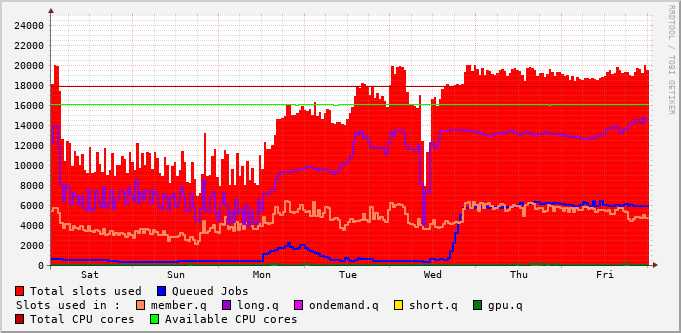 RRDTOOL / TOBI OETIKER
24000
22000
20000
18000
16000
14000
12000
10000
8000
6000
4000
2000
0
Sat Sun Mon Tue Wed Thu Fri
Total slots used Queued Jobs
Slots used in : member.q long.q ondemand.q short.q gpu.q
Total CPU cores Available CPU cores